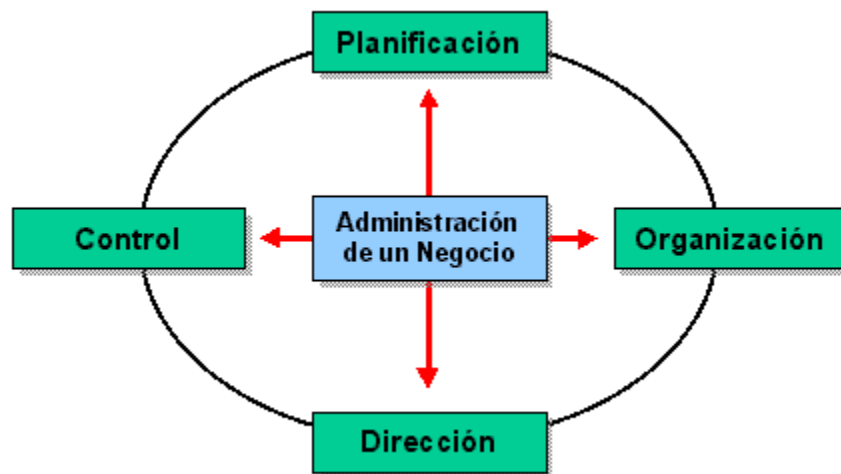 Planificación
Control
Administración
de un Negocio
Organización
Dirección